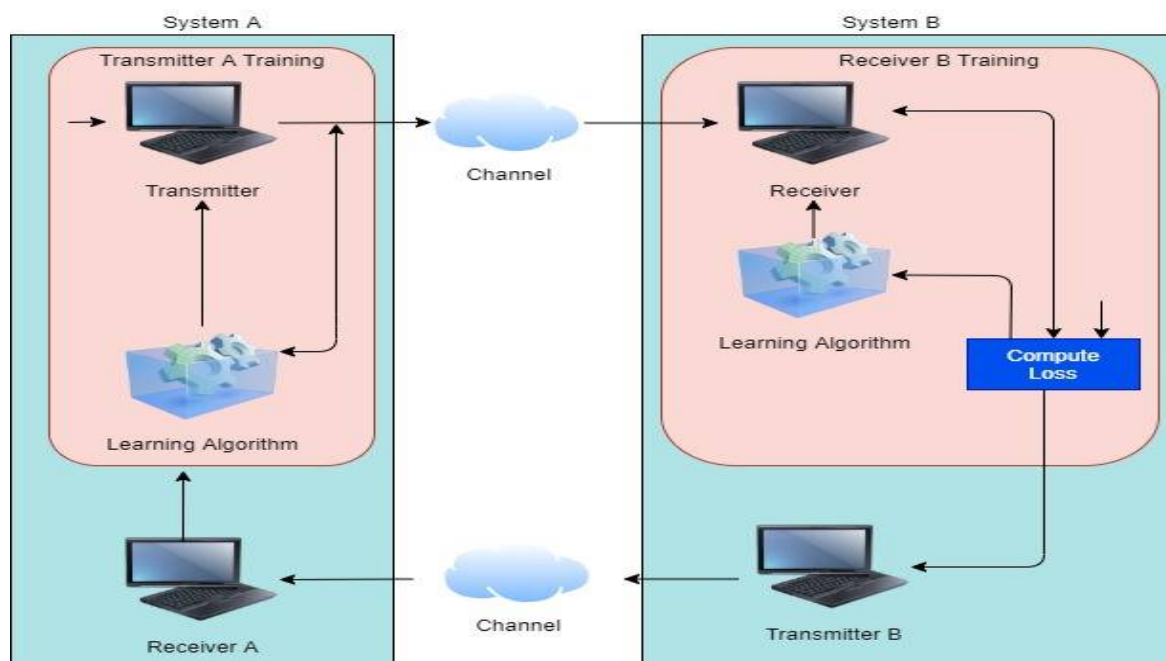 System A
System B
Transmitter A Training
Receiver B Training
Transmitter
Channel
Receiver
Learning Algorithm
Compute
Loss
Learning Algorithm
Receiver A
Channel
Transmitter B